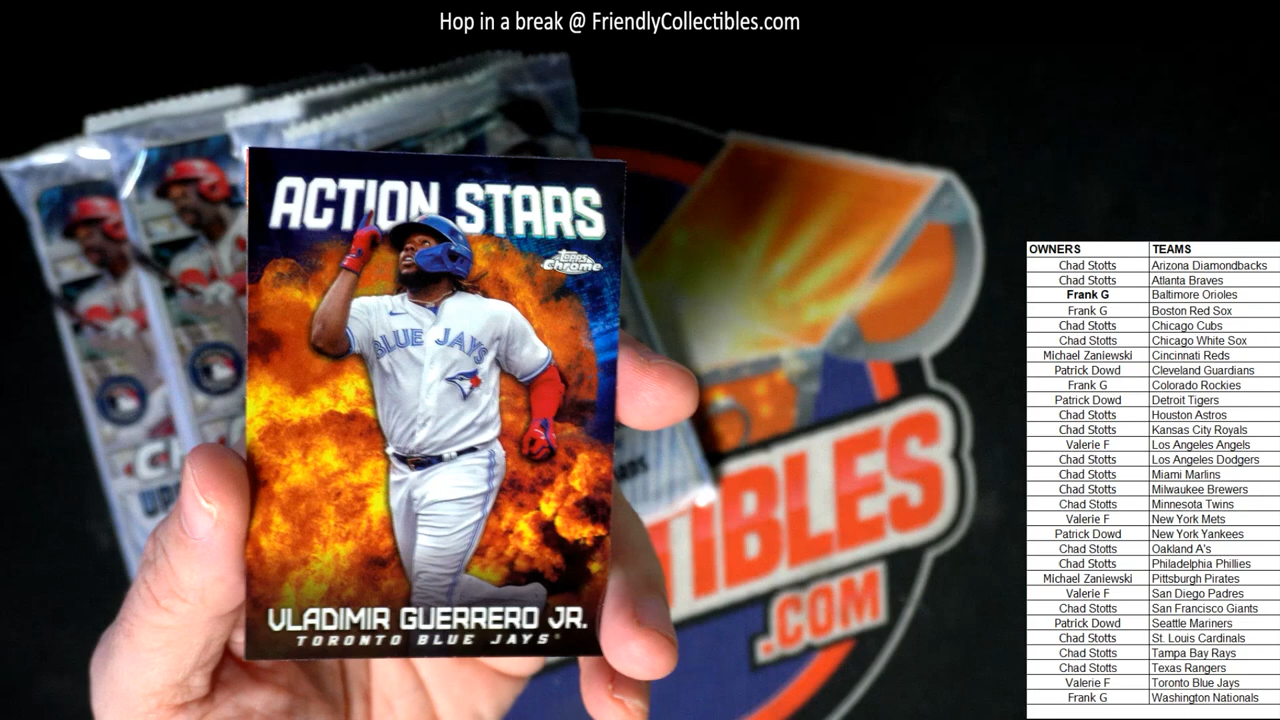 Hop in a break @ FriendlyCollectibles.com
ACTION STARS
Topps
Chrome
BLUE JAYS
VLADIMIR GUERRERO JR.
TORONTO BLUE JAYS
TIBLES
.COM
OWNERS TEAMS
Chad Stotts Arizona Diamondbacks
Chad Stotts Atlanta Braves
Frank G Baltimore Orioles
Frank G Boston Red Sox
Chad Stotts Chicago Cubs
Chad Stotts Chicago White Sox
Michael Zaniewski Cincinnati Reds
Patrick Dowd Cleveland Guardians
Frank G Colorado Rockies
Patrick Dowd Detroit Tigers
Chad Stotts Houston Astros
Chad Stotts Kansas City Royals
Valerie F Los Angeles Angels
Chad Stotts Los Angeles Dodgers
Chad Stotts Miami Marlins
Chad Stotts Milwaukee Brewers
Chad Stotts Minnesota Twins
Valerie F New York Mets
Patrick Dowd New York Yankees
Chad Stotts Oakland A's
Chad Stotts Philadelphia Phillies
Michael Zaniewski Pittsburgh Pirates
Valerie F San Diego Padres
Chad Stotts San Francisco Giants
Patrick Dowd Seattle Mariners
Chad Stotts St. Louis Cardinals
Chad Stotts Tampa Bay Rays
Chad Stotts Texas Rangers
Valerie F Toronto Blue Jays
Frank G Washington Nationals